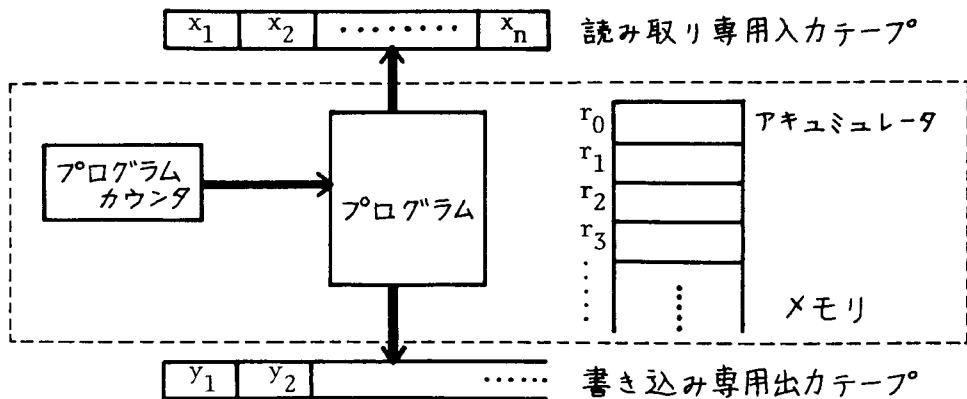 x1 x2 ········ xn 読み取り専用入力テープ
r0 アキュミュレータ
プログラム
カウンタ
プログラム
r1
r2
r3
メモリ
y1 y2 ······ 書き込み専用出力テープ